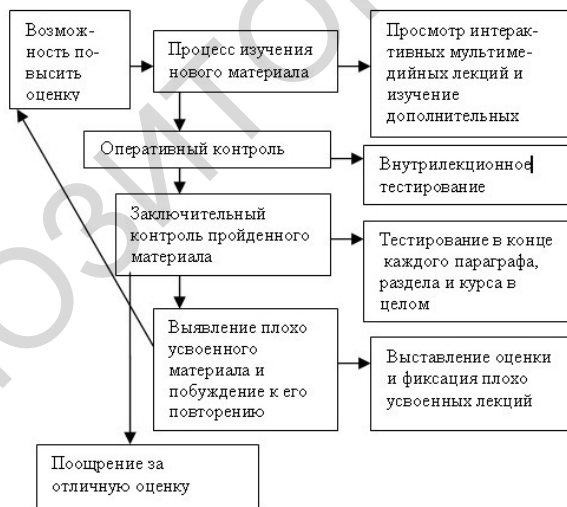 Возмож-
ность по-
высить
оценку
Процесс изучения
нового материала
Просмотр интерак-
тивных мультиме-
дийных лекций и
изучение
дополнительных
Оперативный контроль
Внутрилекционное
тестирование
Заключительный
контроль пройденного
материала
Тестирование в конце
каждого параграфа,
раздела и курса в
целом
Выявление плохо
усвоенного
материала и
побуждение к его
повторению
Выставление оценки
и фиксация плохо
усвоенных лекций
Поощрение за
отличную оценку